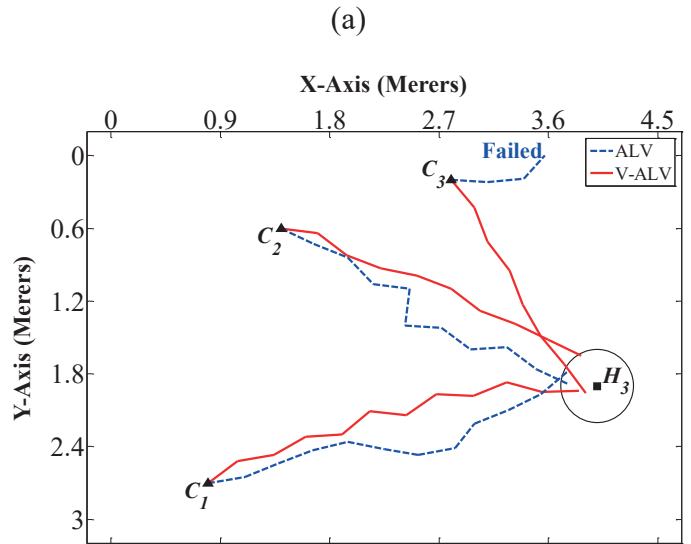 (a)
X-Axis (Merers)
0 0.9 1.8 2.7 3.6 4.5
Y-Axis (Merers)
0
0.6
1.2
1.8
2.4
3
Failed
ALV
V-ALV
C3
C2
H3
C1